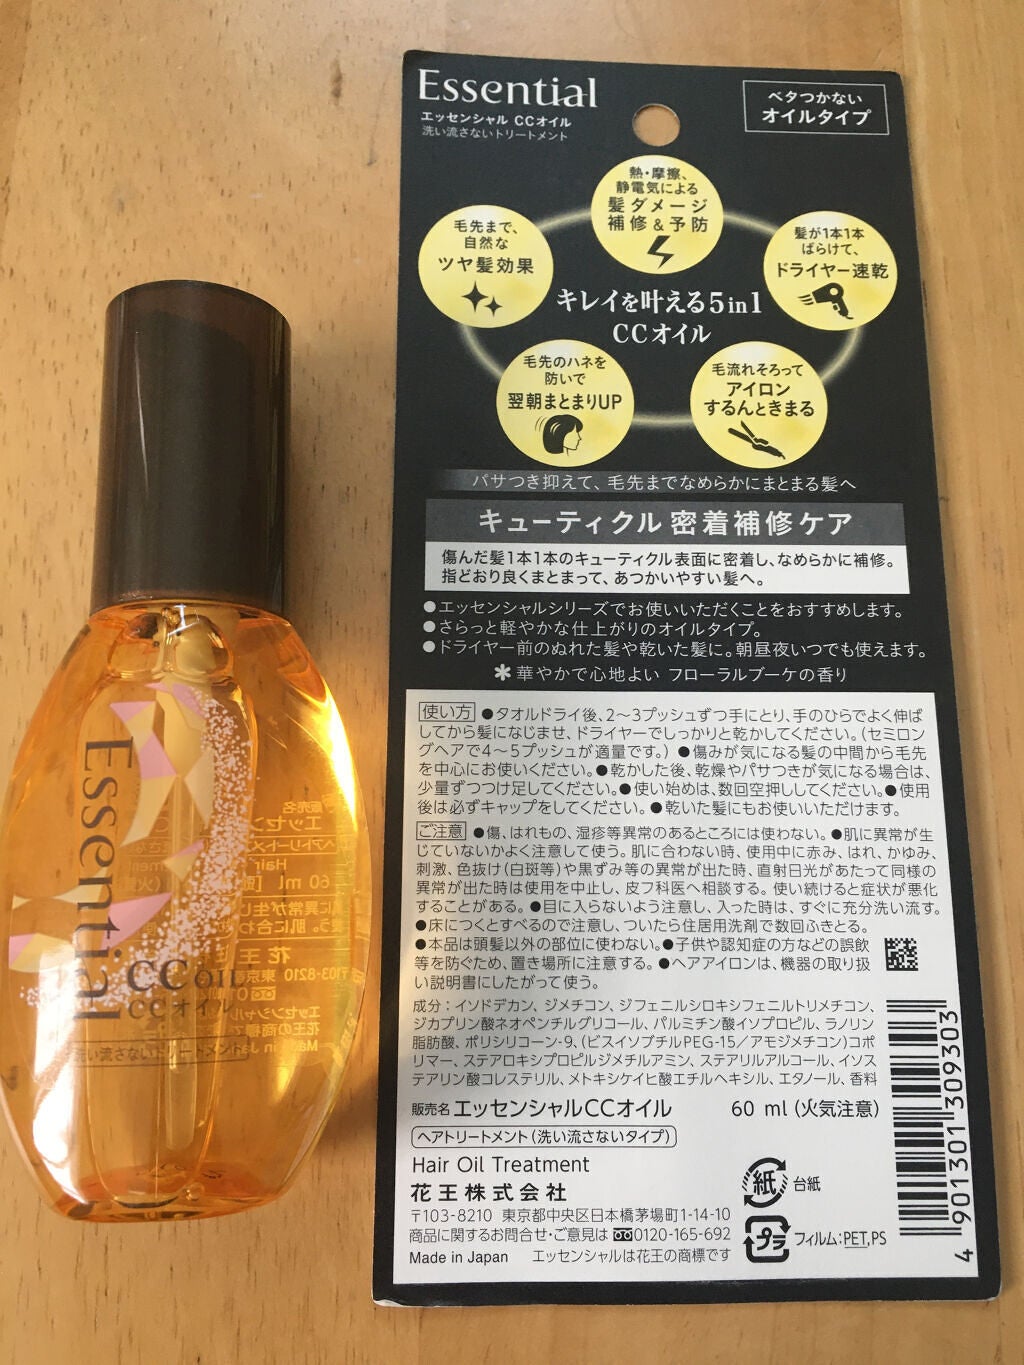 Essential
エッセンシャル CCオイル
洗い流さないトリートメント
ベタつかない
オイルタイプ
熱・摩擦、
静電気による
髪ダメージ
補修&予防
毛先まで、
自然な
ツヤ髪効果
髪が1本1本
ばらけて、
ドライヤー速乾
キレイを叶える5in1
CCオイル
毛先のハネを
防いで
翌朝まとまりUP
毛流れそろって
アイロン
するんときまる
パサつき抑えて、毛先までなめらかにまとまる髪へ
キューティクル 密着補修ケア
傷んだ髪1本1本のキューティクル表面に密着し、なめらかに補修。
指どおり良くまとまって、あつかいやすい髪へ。
●エッセンシャルシリーズでお使いいただくことをおすすめします。
●さらっと軽やかな仕上がりのオイルタイプ。
●ドライヤー前のぬれた髪や乾いた髪に。朝昼夜いつでも使えます。
＊華やかで心地よい フローラルブーケの香り
使い方 ●タオルドライ後、2～3プッシュずつ手にとり、手のひらでよく伸ば
してから髪になじませ、ドライヤーでしっかりと乾かしてください。(セミロン
グヘアで4～5プッシュが適量です。) ●傷みが気になる髪の中間から毛先
を中心にお使いください。●乾かした後、乾燥やパサつきが気になる場合は、
少量ずつつけ足してください。●使い始めは、数回空押ししてください。●使用
後は必ずキャップをしてください。●乾いた髪にもお使いいただけます。
ご注意 ●傷、はれもの、湿疹等異常のあるところには使わない。●肌に異常が生
じていないかよく注意して使う。肌に合わない時、使用中に赤み、はれ、かゆみ、
刺激、色抜け(白斑等)や黒ずみ等の異常が出た時、直射日光があたって同様の
異常が出た時は使用を中止し、皮フ科医へ相談する。使い続けると症状が悪化
することがある。●目に入らないよう注意し、入った時は、すぐに充分洗い流す。
●床につくとすべるので注意し、ついたら住居用洗剤で数回ふきとる。
●本品は頭髪以外の部位に使わない。●子供や認知症の方などの誤飲
等を防ぐため、置き場所に注意する。●ヘアアイロンは、機器の取り扱
い説明書にしたがって使う。
成分：イソドデカン、ジメチコン、ジフェニルシロキシフェニルトリメチコン、
ジカプリン酸ネオペンチルグリコール、パルミチン酸イソプロピル、ラノリン
脂肪酸、ポリシリコーン-9、(ビスイソブチルPEG-15／アモジメチコン)コポ
リマー、ステアロキシプロピルジメチルアミン、ステアリルアルコール、イソス
テアリン酸コレステリル、メトキシケイヒ酸エチルヘキシル、エタノール、香料
販売名 エッセンシャルCCオイル 60 ml (火気注意)
ヘアトリートメント(洗い流さないタイプ)
Hair Oil Treatment
花王株式会社
〒103-8210 東京都中央区日本橋茅場町1-14-10
商品に関するお問合せ・ご意見は 0120-165-692
Made in Japan エッセンシャルは花王の商標です
紙 台紙
プラ フィルム:PET,PS
4 901301 309303
Essential
CC OIL
CCオイル